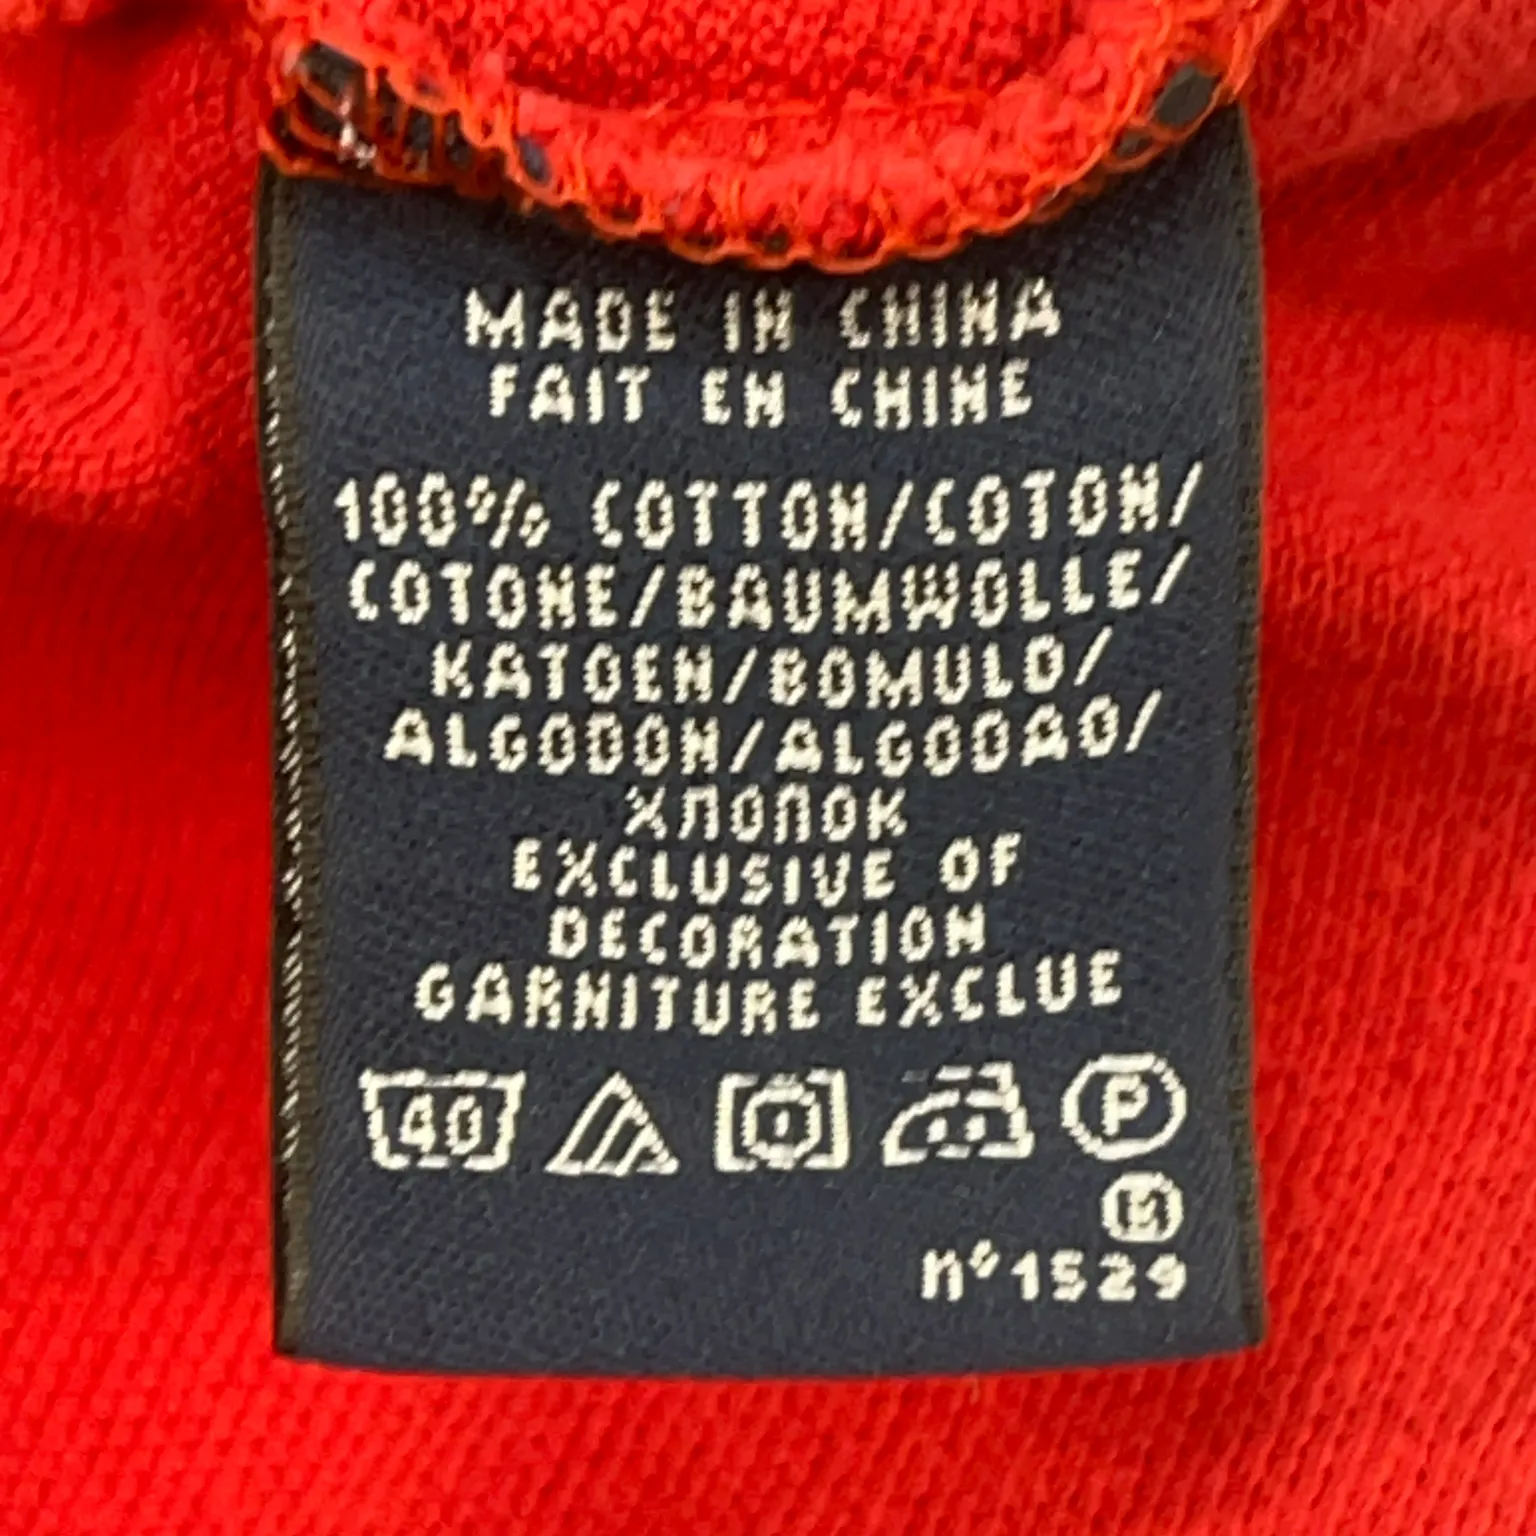 MADE IN CHINA
FAIT EN CHINE
100% COTTON/COTON/
COTONE/BAUMWOLLE/
KATOEN/BOMULD/
ALGODON/ALGODAO/
ХЛОПОК
EXCLUSIVE OF
DECORATION
GARNITURE EXCLUE
40
P
nº1529